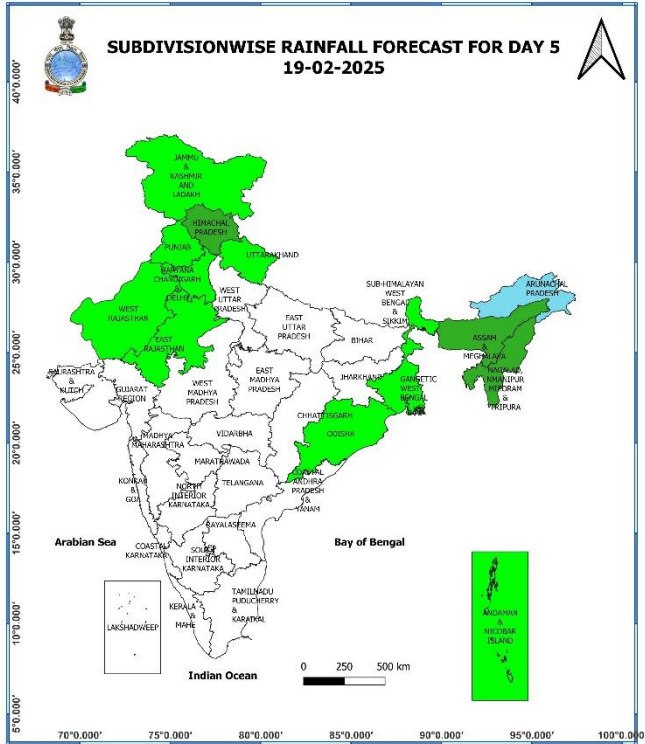 SUBDIVISIONWISE RAINFALL FORECAST FOR DAY 5
19-02-2025
40°0.000'
35°0.000'
30°0.000'
25°0.000'
20°0.000'
15°0.000'
10°0.000'
5°0.000'
JAMMU
&
KASHMIR
AND
LADAKH
HIMACHAL
PRADESH
PUNJAB
UTTARAKHAND
HARYANA
CHANDIGARH
&
DELHI
WEST
UTTAR
PRADESH
WEST
RAJASTHAN
EAST
RAJASTHAN
EAST
UTTAR
PRADESH
SUB-HIMALAYAN
WEST
BENGAL
&
SIKKIM
BIHAR
ARUNACHAL
PRADESH
ASSAM
&
MEGHALAYA
NAGALAND
MANIPUR
MIZORAM
&
TRIPURA
SAURASHTRA
&
KUTCH
GUJARAT
REGION
WEST
MADHYA
PRADESH
EAST
MADHYA
PRADESH
JHARKHAND
GANGETIC
WEST
BENGAL
CHHATTISGARH
ODISHA
MADHYA
MAHARASHTRA
VIDARBHA
MARATHWADA
TELANGANA
COASTAL
ANDHRA
PRADESH
&
YANAM
KONKAN
&
GOA
NORTH
INTERIOR
KARNATAKA
RAYALASEEMA
COASTAL
KARNATAKA
SOUTH
INTERIOR
KARNATAKA
Arabian Sea
Bay of Bengal
TAMILNADU
PUDUCHERRY
&
KARAIKAL
KERALA
&
MAHE
LAKSHADWEEP
ANDAMAN
&
NICOBAR
ISLAND
Indian Ocean
0 250 500 km
70°0.000' 75°0.000' 80°0.000' 85°0.000' 90°0.000' 95°0.000' 100°0.000'